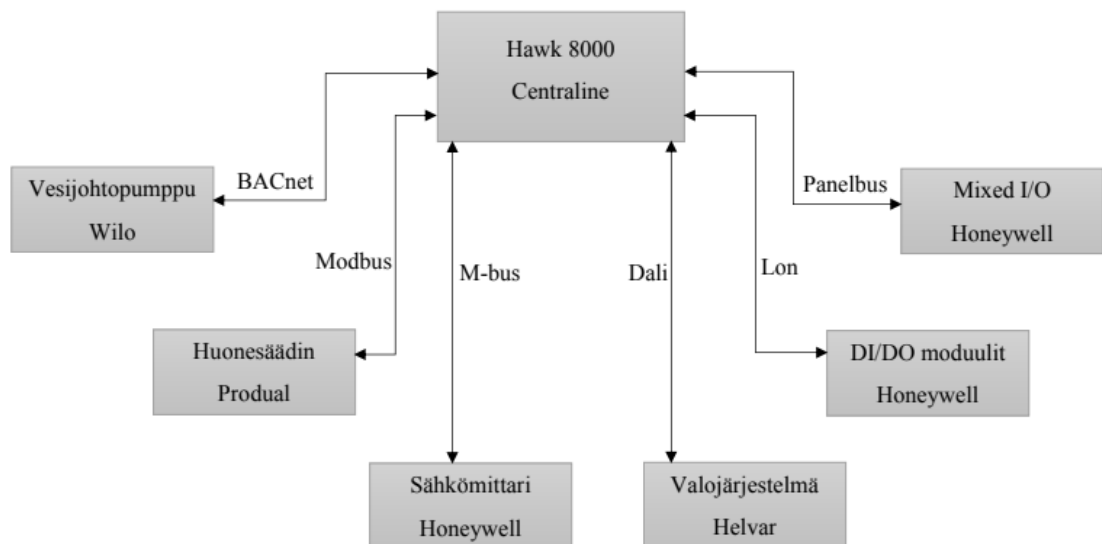 Hawk 8000
Centraline
BACnet
Vesijohtopumppu
Wilo
Panelbus
Mixed I/O
Honeywell
Modbus
M-bus
Dali
Lon
Huonesäädin
Produal
DI/DO moduulit
Honeywell
Sähkömittari
Honeywell
Valojärjestelmä
Helvar